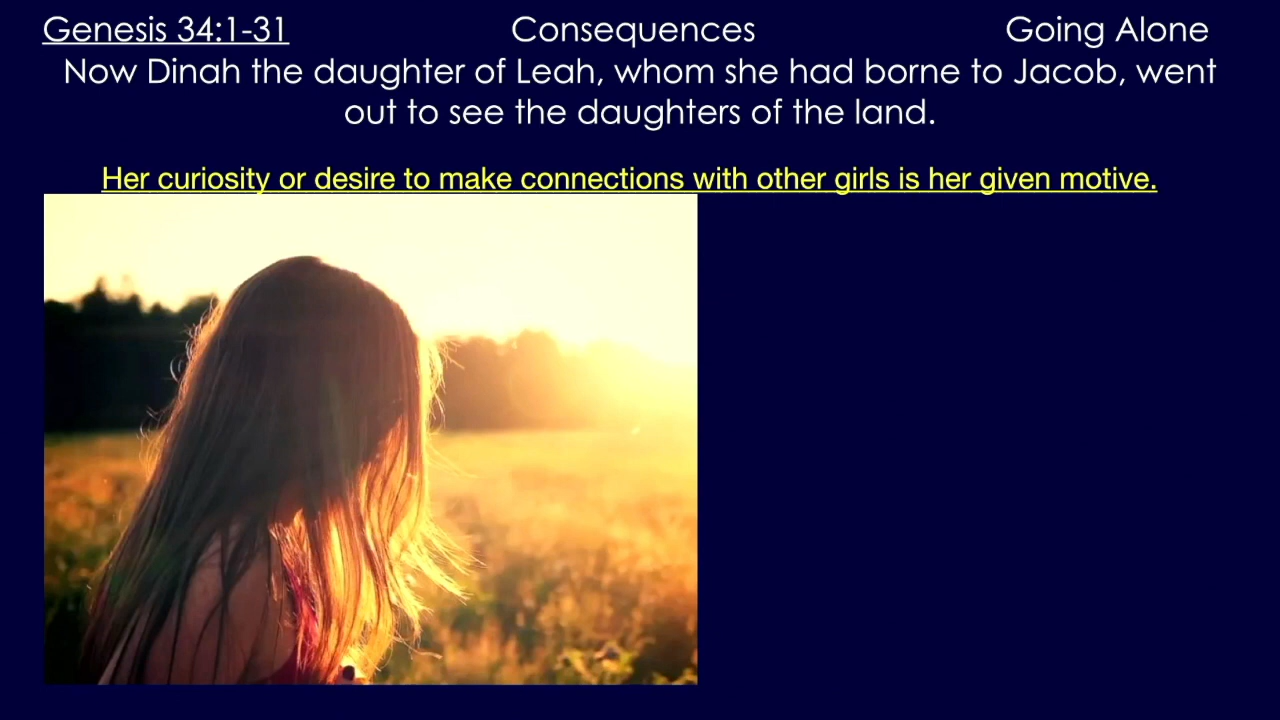 Genesis 34:1-31 Consequences Going Alone
Now Dinah the daughter of Leah, whom she had borne to Jacob, went
out to see the daughters of the land.
Her curiosity or desire to make connections with other girls is her given motive.